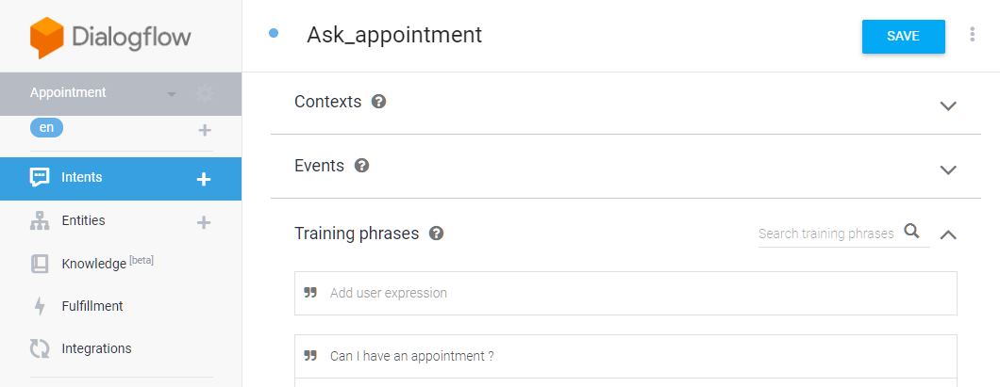 Dialogflow
Ask_appointment
SAVE
Appointment
en
Intents
Entities
Knowledge [beta]
Fulfillment
Integrations
Contexts ?
Events ?
Training phrases ?
Search training phrases
Add user expression
Can I have an appointment ?